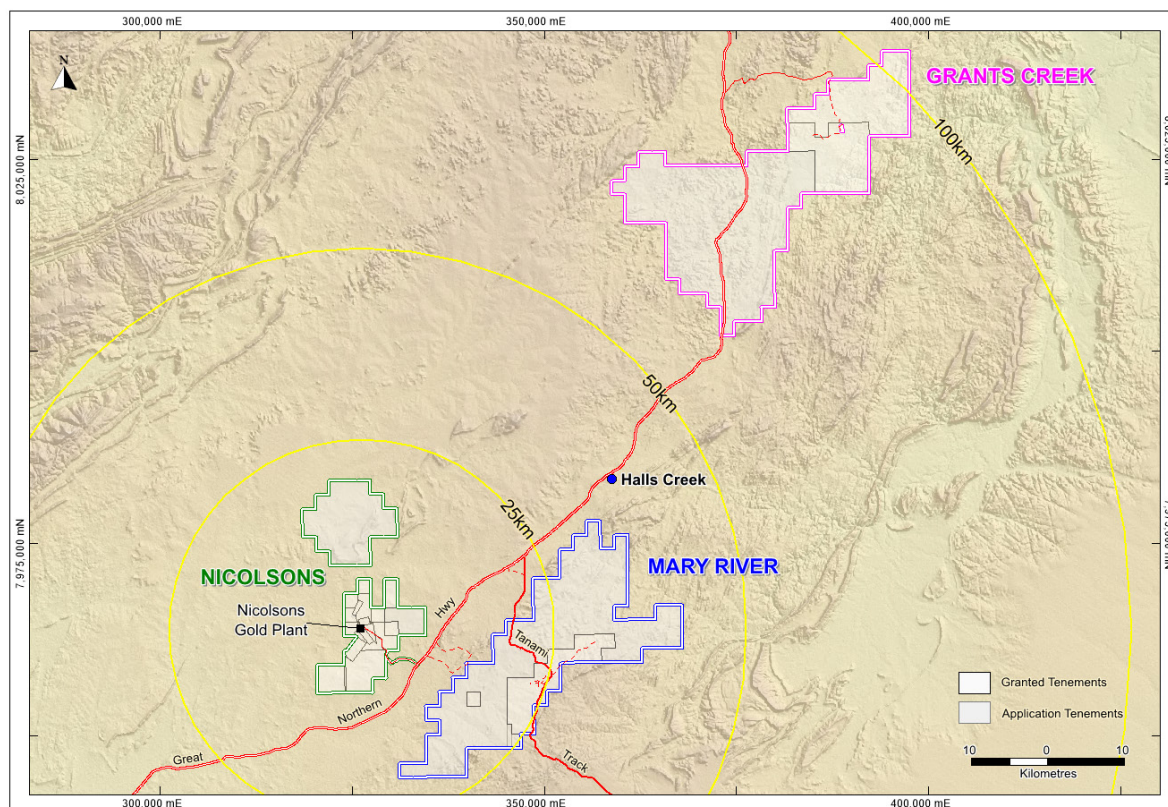 300,000 mE
350,000 mE
400,000 mE
N
GRANTS CREEK
100km
8,025,000 mN
50km
Halls Creek
25km
7,975,000 mN
NICOLSONS
MARY RIVER
Nicolsons
Gold Plant
Hwy
Tanami
Northern
Great
Track
Granted Tenements
Application Tenements
10
0
10
Kilometres
300,000 mE
350,000 mE
400,000 mE